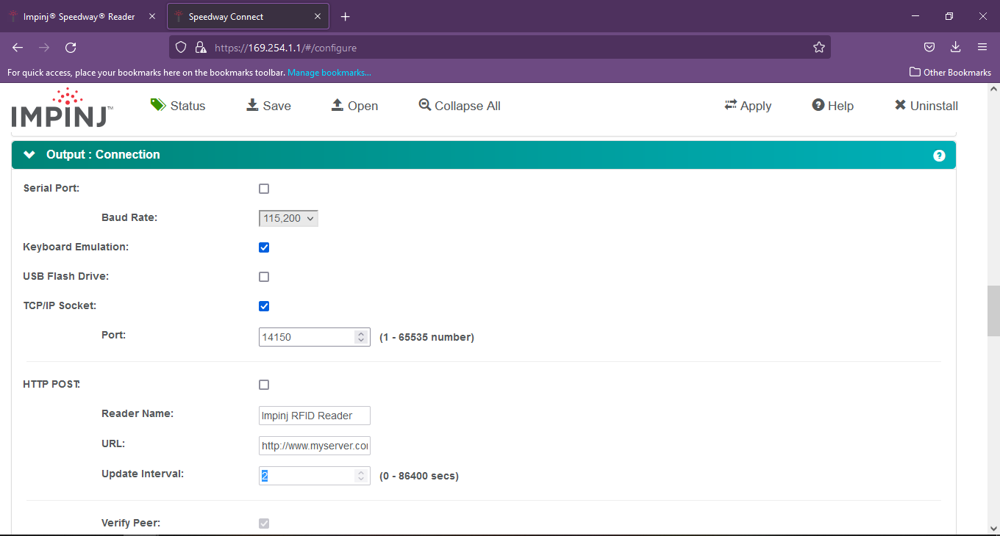 Impinj® Speedway® Reader
Speedway Connect
https://169.254.1.1/#/configure
For quick access, place your bookmarks here on the bookmarks toolbar. Manage bookmarks...
Other Bookmarks
IMPINJ™
Status
Save
Open
Collapse All
Apply
Help
Uninstall
Output : Connection
Serial Port:
Baud Rate: 115,200
Keyboard Emulation:
USB Flash Drive:
TCP/IP Socket:
Port: 14150 (1 - 65535 number)
HTTP POST:
Reader Name: Impinj RFID Reader
URL: http://www.myserver.co
Update Interval: 2 (0 - 86400 secs)
Verify Peer: